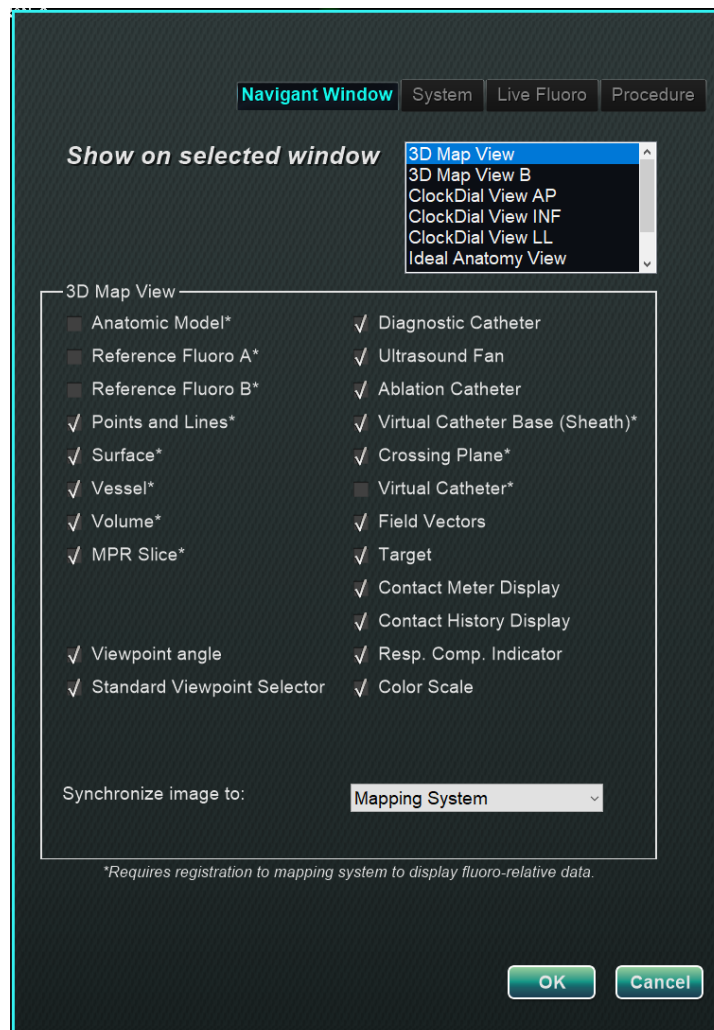 Navigant Window System Live Fluoro Procedure
Show on selected window
3D Map View
3D Map View B
ClockDial View AP
ClockDial View INF
ClockDial View LL
Ideal Anatomy View
3D Map View
Anatomic Model* Diagnostic Catheter
Reference Fluoro A* Ultrasound Fan
Reference Fluoro B* Ablation Catheter
Points and Lines* Virtual Catheter Base (Sheath)*
Surface* Crossing Plane*
Vessel* Virtual Catheter*
Volume* Field Vectors
MPR Slice* Target
Contact Meter Display
Contact History Display
Viewpoint angle Resp. Comp. Indicator
Standard Viewpoint Selector Color Scale
Synchronize image to: Mapping System
*Requires registration to mapping system to display fluoro-relative data.
OK Cancel